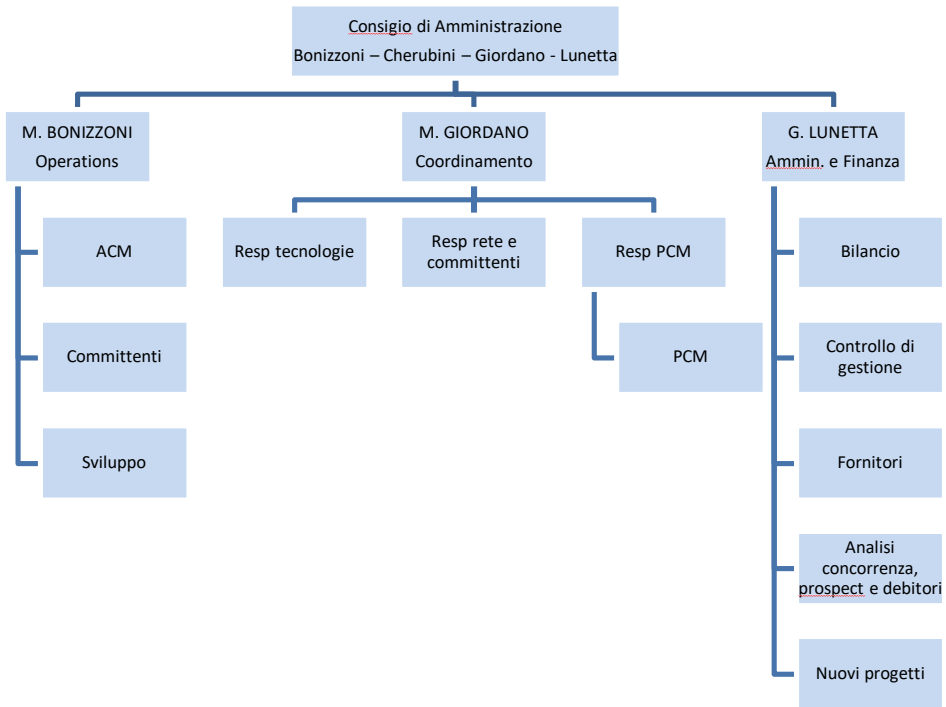 Consigio di Amministrazione
Bonizzoni – Cherubini – Giordano - Lunetta
M. BONIZZONI
Operations
M. GIORDANO
Coordinamento
G. LUNETTA
Ammin. e Finanza
ACM
Committenti
Sviluppo
Resp tecnologie
Resp rete e
committenti
Resp PCM
PCM
Bilancio
Controllo di
gestione
Fornitori
Analisi
concorrenza,
prospect e debitori
Nuovi progetti